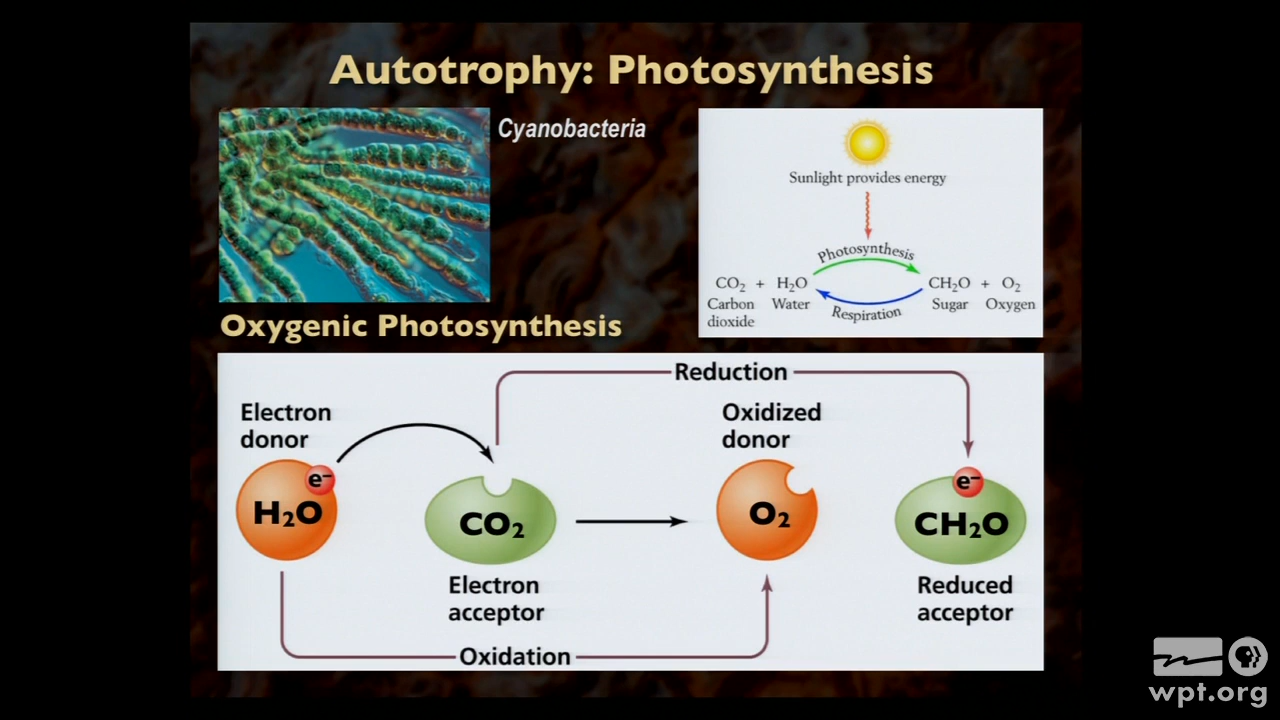 Autotrophy: Photosynthesis
Cyanobacteria
Sunlight provides energy
Photosynthesis
CO₂ + H₂O
CH₂O + O₂
Carbon
dioxide
Water
Sugar
Oxygen
Respiration
Oxygenic Photosynthesis
Reduction
Electron
donor
Oxidized
donor
e⁻
H₂O
CO₂
O₂
e⁻
CH₂O
Electron
acceptor
Reduced
acceptor
Oxidation
wpt.org